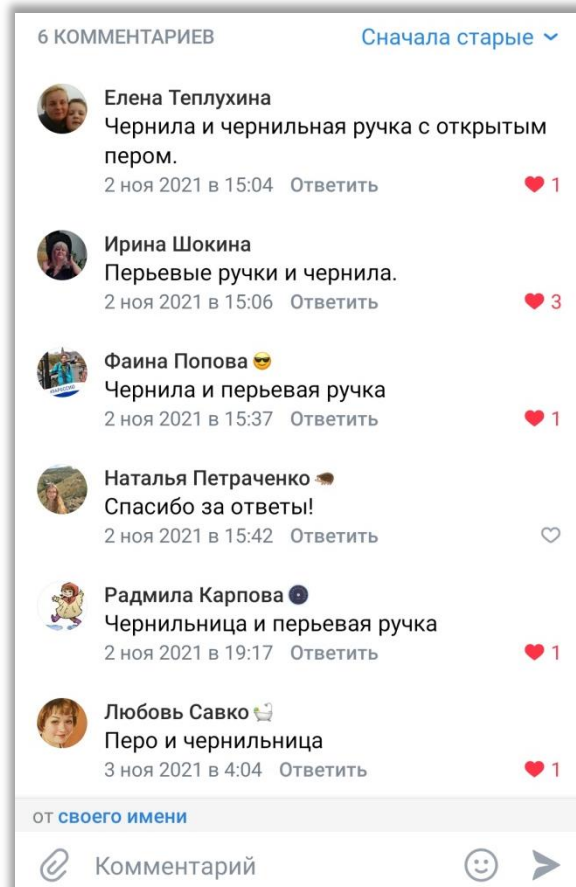 6 КОММЕНТАРИЕВ Сначала старые
Елена Теплухина
Чернила и чернильная ручка с открытым
пером.
2 ноя 2021 в 15:04 Ответить 1
Ирина Шокина
Перьевые ручки и чернила.
2 ноя 2021 в 15:06 Ответить 3
Фаина Попова 😎
Чернила и перьевая ручка
2 ноя 2021 в 15:37 Ответить 1
Наталья Петраченко 🦔
Спасибо за ответы!
2 ноя 2021 в 15:42 Ответить
Радмила Карпова
Чернильница и перьевая ручка
2 ноя 2021 в 19:17 Ответить 1
Любовь Савко 🛁
Перо и чернильница
3 ноя 2021 в 4:04 Ответить 1
от своего имени
Комментарий